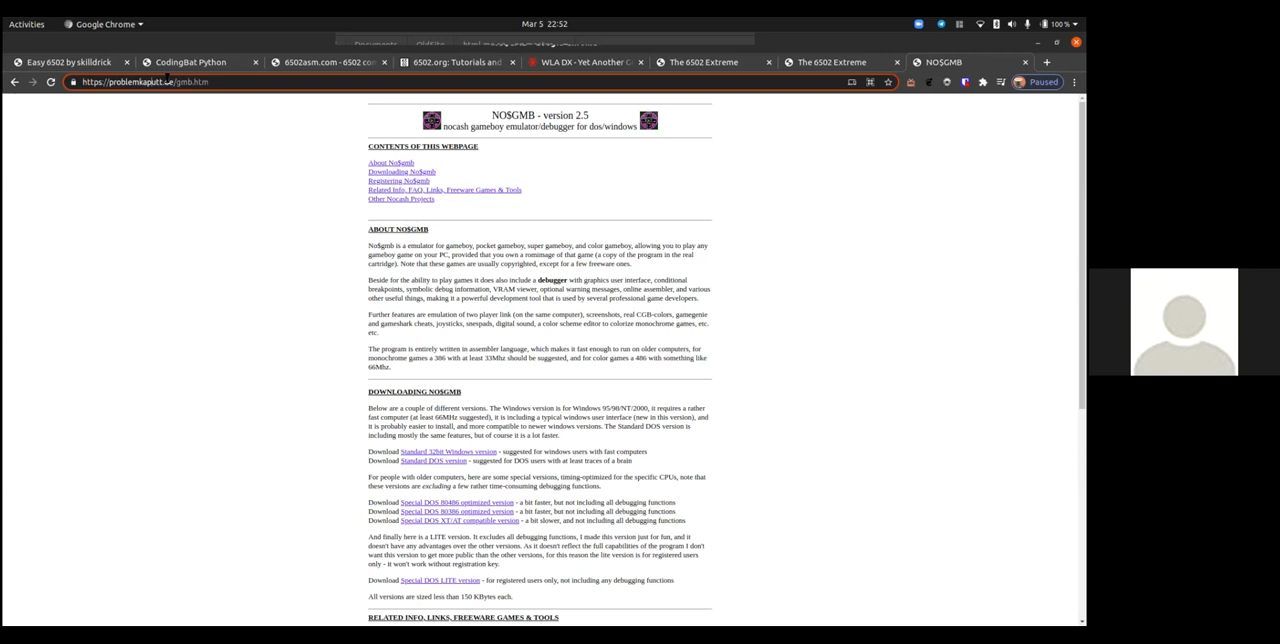 Activities
Google Chrome
Mar 5 22:52
100 %
Easy 6502 by skilldrick
CodingBat Python
6502asm.com - 6502 co
6502.org: Tutorials and
WLA DX - Yet Another G
The 6502 Extreme
The 6502 Extreme
NO$GMB
https://problemkaputt.de/gmb.htm
Paused
NO$GMB - version 2.5
nocash gameboy emulator/debugger for dos/windows
CONTENTS OF THIS WEBPAGE
About No$gmb
Downloading No$gmb
Registering No$gmb
Related Info, FAQ, Links, Freeware Games & Tools
Other Nocash Projects
ABOUT NO$GMB
No$gmb is a emulator for gameboy, pocket gameboy, super gameboy, and color gameboy, allowing you to play any
gameboy game on your PC, provided that you own a romimage of that game (a copy of the program in the real
cartridge). Note that these games are usually copyrighted, except for a few freeware ones.
Beside for the ability to play games it does also include a debugger with graphics user interface, conditional
breakpoints, symbolic debug information, VRAM viewer, optional warning messages, online assembler, and various
other useful things, making it a powerful development tool that is used by several professional game developers.
Further features are emulation of two player link (on the same computer), screenshots, real CGB-colors, gamegenie
and gameshark cheats, joysticks, snespads, digital sound, a color scheme editor to colorize monochrome games, etc.
etc.
The program is entirely written in assembler language, which makes it fast enough to run on older computers, for
monochrome games a 386 with at least 33Mhz should be suggested, and for color games a 486 with something like
66Mhz.
DOWNLOADING NO$GMB
Below are a couple of different versions. The Windows version is for Windows 95/98/NT/2000, it requires a rather
fast computer (at least 66MHz suggested), it is including a typical windows user interface (new in this version), and
it is probably easier to install, and more compatible to newer windows versions. The Standard DOS version is
including mostly the same features, but of course it is a lot faster.
Download Standard 32bit Windows version - suggested for windows users with fast computers
Download Standard DOS version - suggested for DOS users with at least traces of a brain
For people with older computers, here are some special versions, timing-optimized for the specific CPUs, note that
these versions are excluding a few rather time-consuming debugging functions.
Download Special DOS 80486 optimized version - a bit faster, but not including all debugging functions
Download Special DOS 80386 optimized version - a bit faster, but not including all debugging functions
Download Special DOS XT/AT compatible version - a bit slower, and not including all debugging functions
And finally here is a LITE version. It excludes all debugging functions, I made this version just for fun, and it
doesn't have any advantages over the other versions. As it doesn't reflect the full capabilities of the program I don't
want this version to get more public than the other versions, for this reason the lite version is for registered users
only - it won't work without registration key.
Download Special DOS LITE version - for registered users only, not including any debugging functions
All versions are sized less than 150 KBytes each.
RELATED INFO, LINKS, FREEWARE GAMES & TOOLS